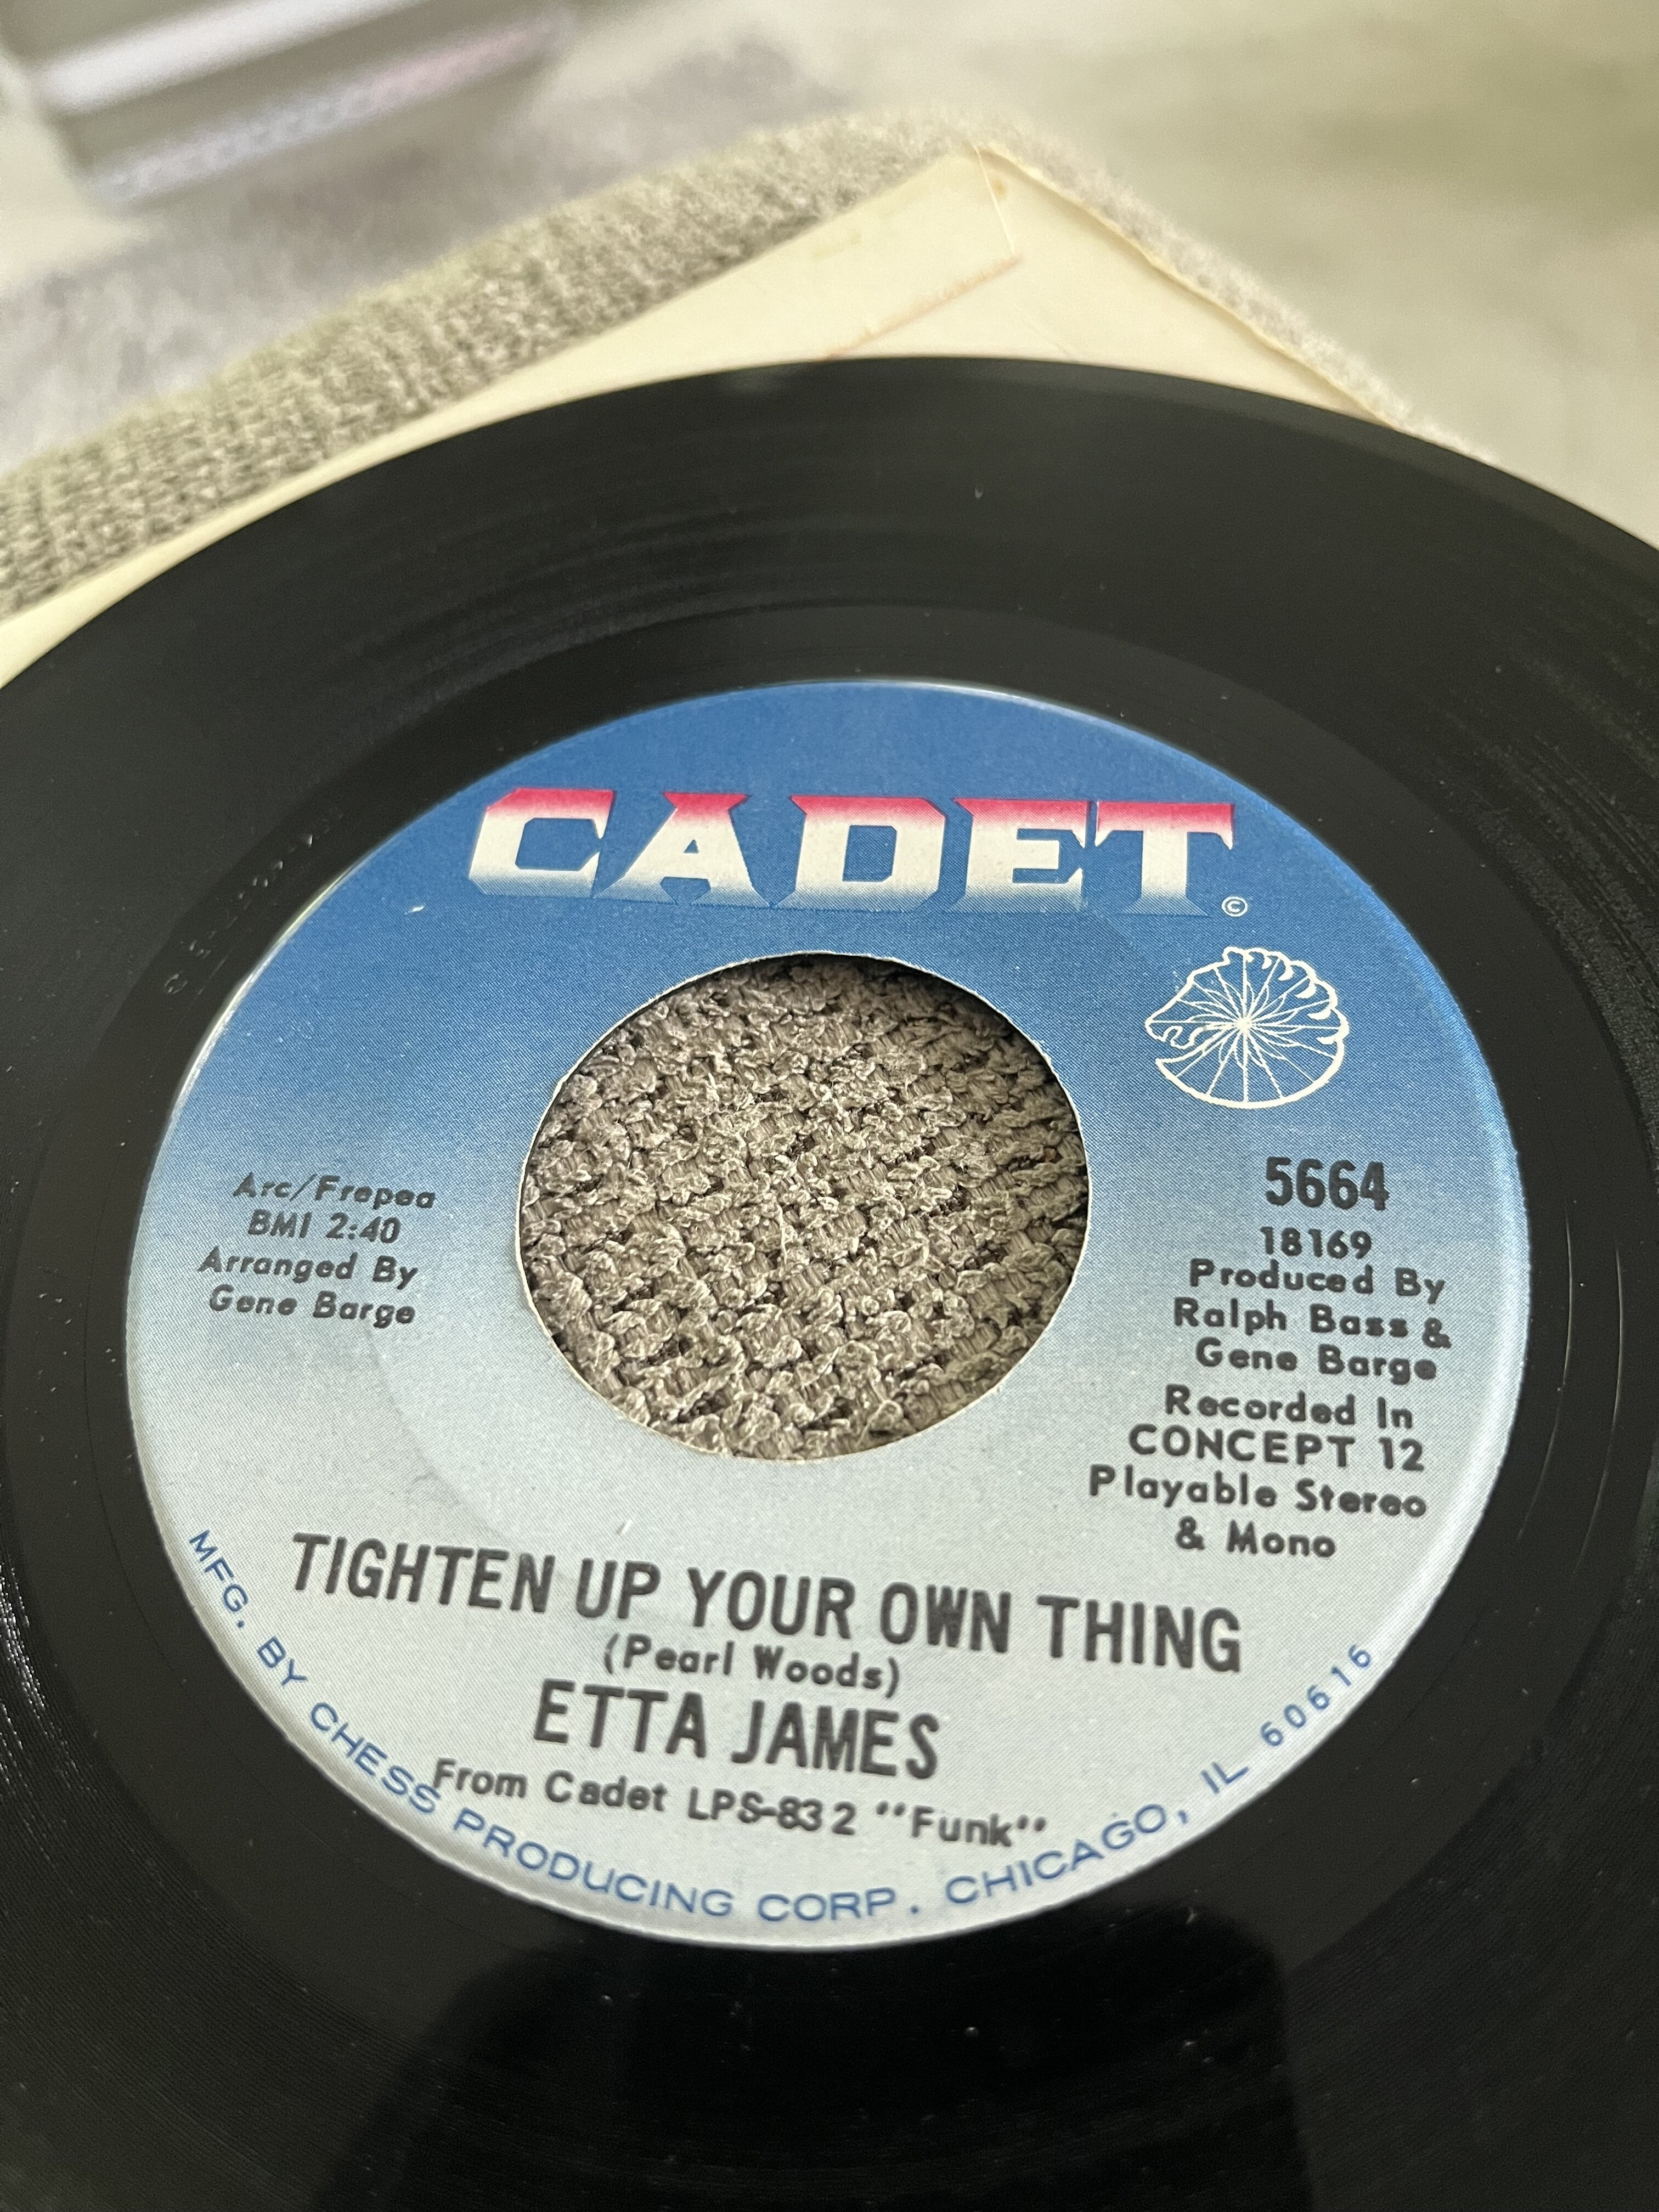 CADET
©
Arc/Frepea
BMI 2:40
Arranged By
Gene Barge
5664
18169
Produced By
Ralph Bass &
Gene Barge
Recorded In
CONCEPT 12
Playable Stereo
& Mono
TIGHTEN UP YOUR OWN THING
(Pearl Woods)
ETTA JAMES
From Cadet LPS-832 "Funk"
MFG. BY CHESS PRODUCING CORP. CHICAGO, IL 60616